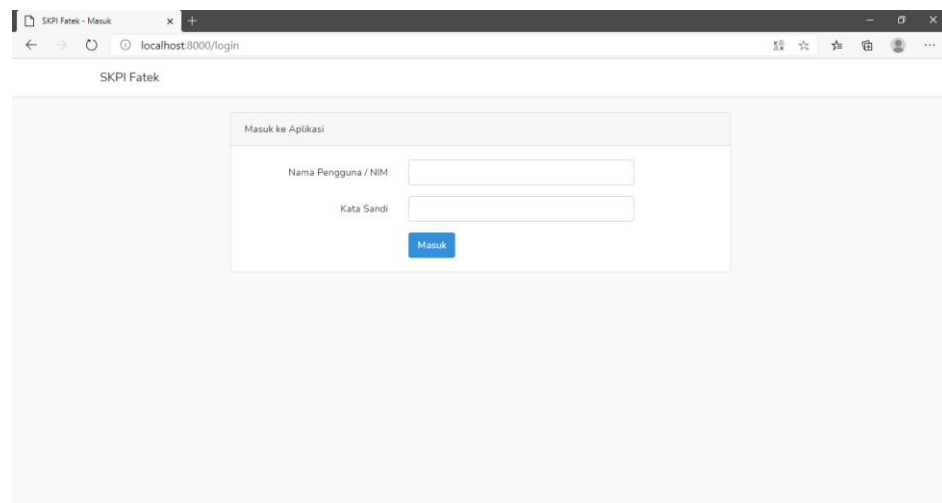 SKPI Fatek - Masuk
localhost:8000/login
SKPI Fatek
Masuk ke Aplikasi
Nama Pengguna / NIM
Kata Sandi
Masuk